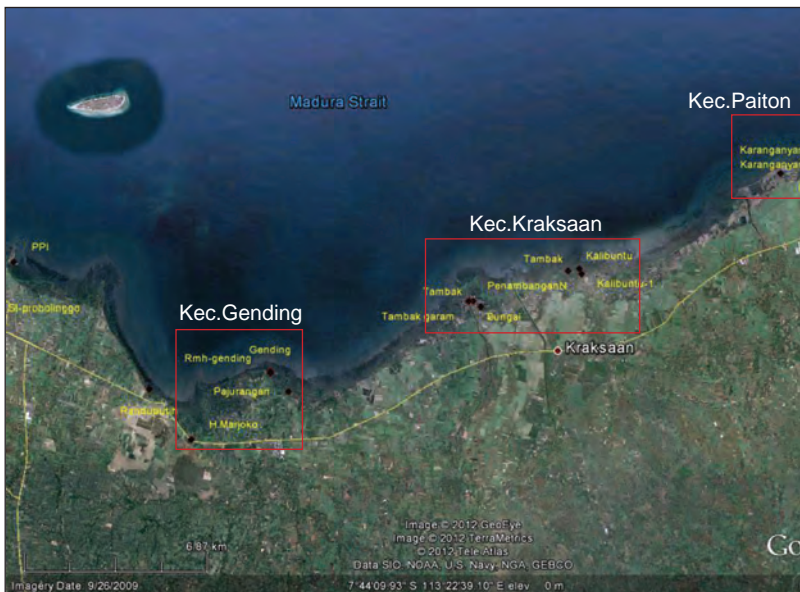 Madura Strait
Kec.Paiton
Karanganyar
Karanganyar
Kec.Kraksaan
Tambak
Kalibuntu
PPI
Tambak
PenambanganN
Kalibuntu-1
Tambak garam
Bungai
Kec.Gending
Gending
Rmh-gending
Kraksaan
Pajurangan
H.Marjoko
Image © 2012 GeoEye
Image © 2012 TerraMetrics
© 2012 Tele Atlas
Data SIO, NOAA, U.S. Navy, NGA, GEBCO
6.87 km
Go
Imagery Date: 9/26/2009
7°44'09.93" S 113°22'39.10" E elev 0 m